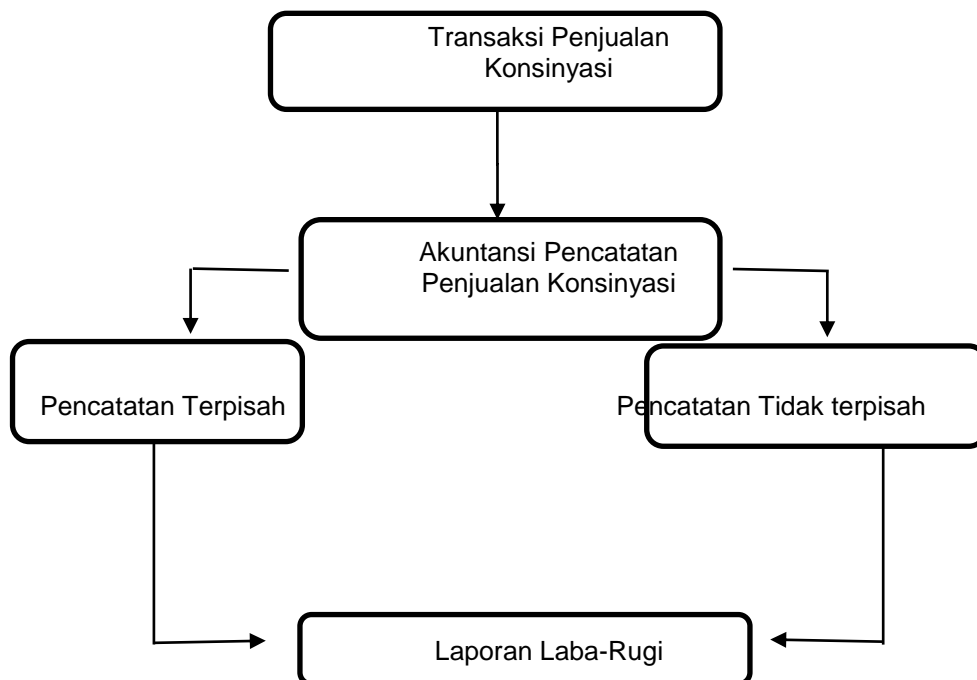 Transaksi Penjualan
Konsinyasi
Akuntansi Pencatatan
Penjualan Konsinyasi
Pencatatan Terpisah
Pencatatan Tidak terpisah
Laporan Laba-Rugi